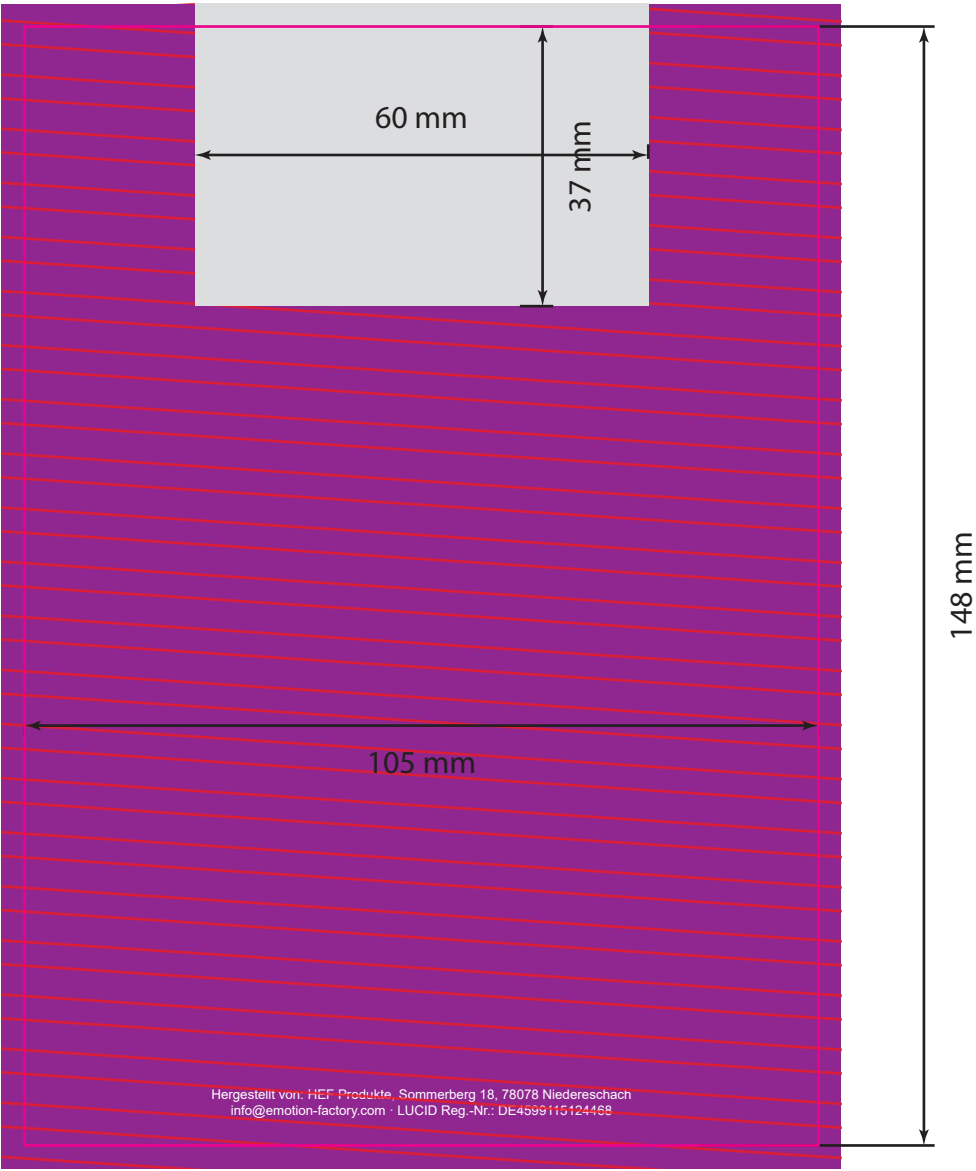 60 mm
37 mm
148 mm
105 mm
Hergestellt von: HEF Produkte, Sommerberg 18, 78078 Niedereschach
info@emotion-factory.com · LUCID Reg.-Nr.: DE4599115124468